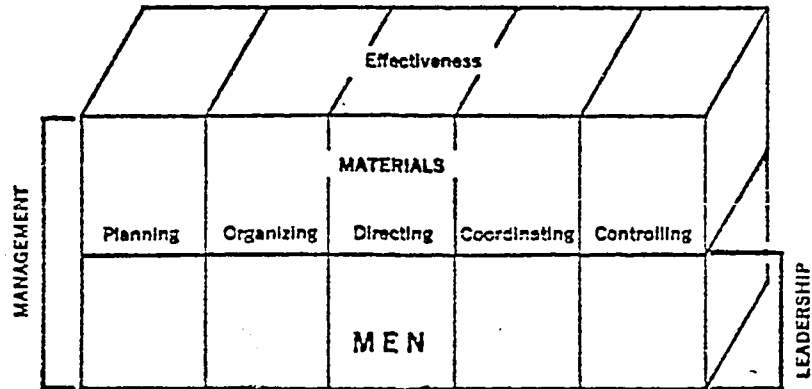 Effectiveness
MATERIALS
Planning Organizing Directing Coordinating Controlling
MEN
MANAGEMENT
LEADERSHIP